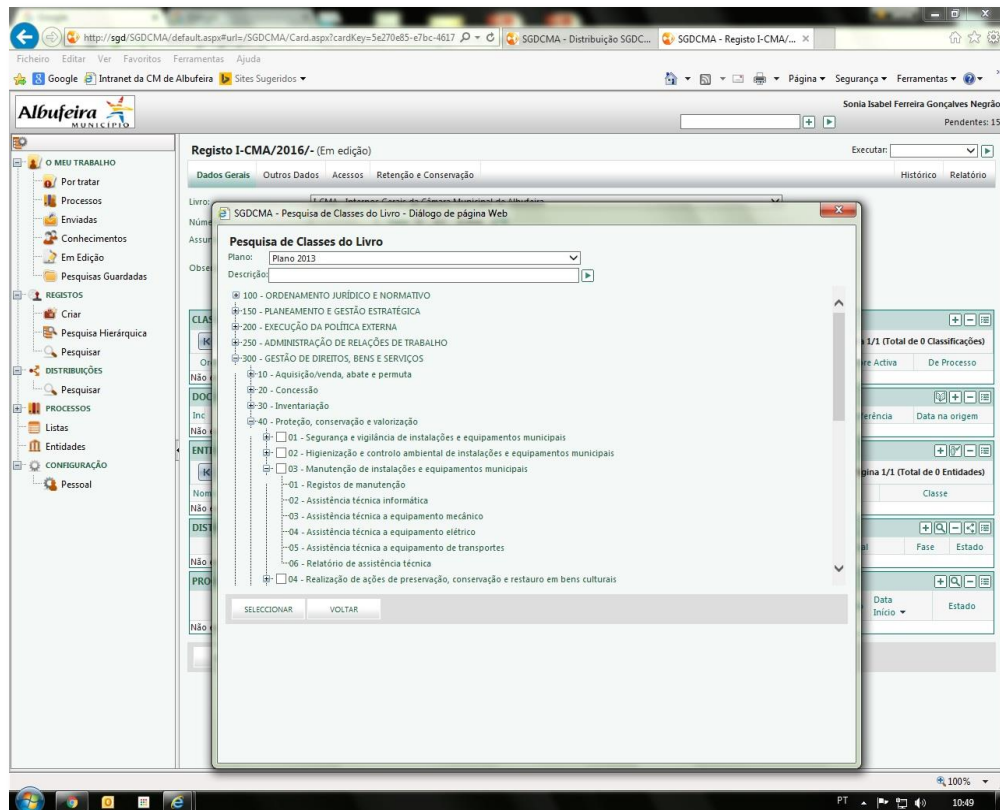 http://sgd/SGDCMA/default.aspx#url=/SGDCMA/Card.aspx?cardKey=5e270e85-e7bc-4617
SGDCMA - Distribuição SGDC...
SGDCMA - Registo I-CMA/...
Ficheiro Editar Ver Favoritos Ferramentas Ajuda
Google Intranet da CM de Albufeira Sites Sugeridos
Página Segurança Ferramentas
Albufeira
MUNICÍPIO
Sonia Isabel Ferreira Gonçalves Negrão
Pendentes: 15
O MEU TRABALHO
Por tratar
Processos
Enviadas
Conhecimentos
Em Edição
Pesquisas Guardadas
REGISTOS
Criar
Pesquisa Hierárquica
Pesquisar
DISTRIBUIÇÕES
Pesquisar
PROCESSOS
Listas
Entidades
CONFIGURAÇÃO
Pessoal
Registo I-CMA/2016/- (Em edição)
Executar:
Dados Gerais Outros Dados Acessos Retenção e Conservação
Histórico Relatório
Livro: I-CMA - Internos Gerais da Câmara Municipal de Albufeira
SGDCMA - Pesquisa de Classes do Livro - Diálogo de página Web
Pesquisa de Classes do Livro
Plano: Plano 2013
Descrição:
100 - ORDENAMENTO JURÍDICO E NORMATIVO
150 - PLANEAMENTO E GESTÃO ESTRATÉGICA
200 - EXECUÇÃO DA POLÍTICA EXTERNA
250 - ADMINISTRAÇÃO DE RELAÇÕES DE TRABALHO
300 - GESTÃO DE DIREITOS, BENS E SERVIÇOS
10 - Aquisição/venda, abate e permuta
20 - Concessão
30 - Inventariação
40 - Proteção, conservação e valorização
01 - Segurança e vigilância de instalações e equipamentos municipais
02 - Higienização e controlo ambiental de instalações e equipamentos municipais
03 - Manutenção de instalações e equipamentos municipais
01 - Registos de manutenção
02 - Assistência técnica informática
03 - Assistência técnica a equipamento mecânico
04 - Assistência técnica a equipamento elétrico
05 - Assistência técnica a equipamento de transportes
06 - Relatório de assistência técnica
04 - Realização de ações de preservação, conservação e restauro em bens culturais
SELECCIONAR VOLTAR
1/1 (Total de 0 Classificações)
De Processo
Data na origem
1/1 (Total de 0 Entidades)
Classe
Fase Estado
Data
Início
Estado
100%
PT
10:49